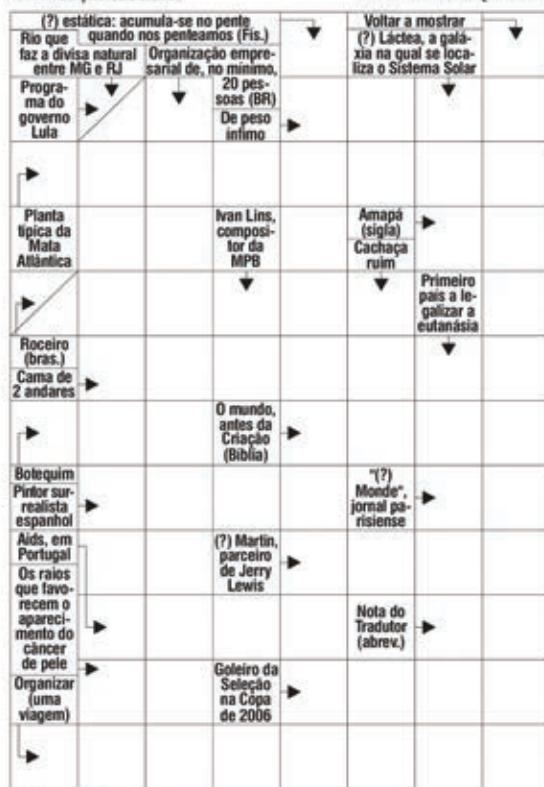 (?) estática: acumula-se no pente
quando nos penteamos (Fís.)
Voltar a mostrar
Rio que
faz a divisa natural
entre MG e RJ
Organização empre-
sarial de, no mínimo,
20 pes-
soas (BR)
(?) Láctea, a galá-
xia na qual se loca-
liza o Sistema Solar
Progra-
ma do
governo
Lula
De peso
ínfimo
Planta
típica da
Mata
Atlântica
Ivan Lins,
composi-
tor da
MPB
Amapá
(sigla)
Cachaça
ruim
Primeiro
país a le-
galizar a
eutanásia
Roceiro
(bras.)
Cama de
2 andares
O mundo,
antes da
Criação
(Bíblia)
Botequim
Pintor sur-
realista
espanhol
"(?)
Monde",
jornal pa-
risiense
Aids, em
Portugal
(?) Martin,
parceiro
de Jerry
Lewis
Os raios
que favo-
recem o
apareci-
mento do
câncer
de pele
Nota do
Tradutor
(abrev.)
Organizar
(uma
viagem)
Goleiro da
Seleção
na Copa
de 2006